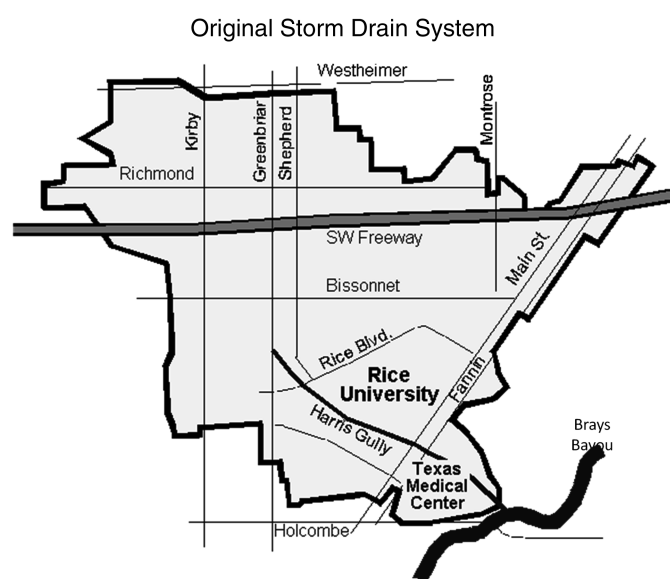 Original Storm Drain System
Westheimer
Kirby
Greenbriar
Shepherd
Montrose
Richmond
SW Freeway
Main St
Bissonnet
Rice Blvd.
Rice
University
Fannin
Harris Gully
Brays
Bayou
Texas
Medical
Center
Holcombe